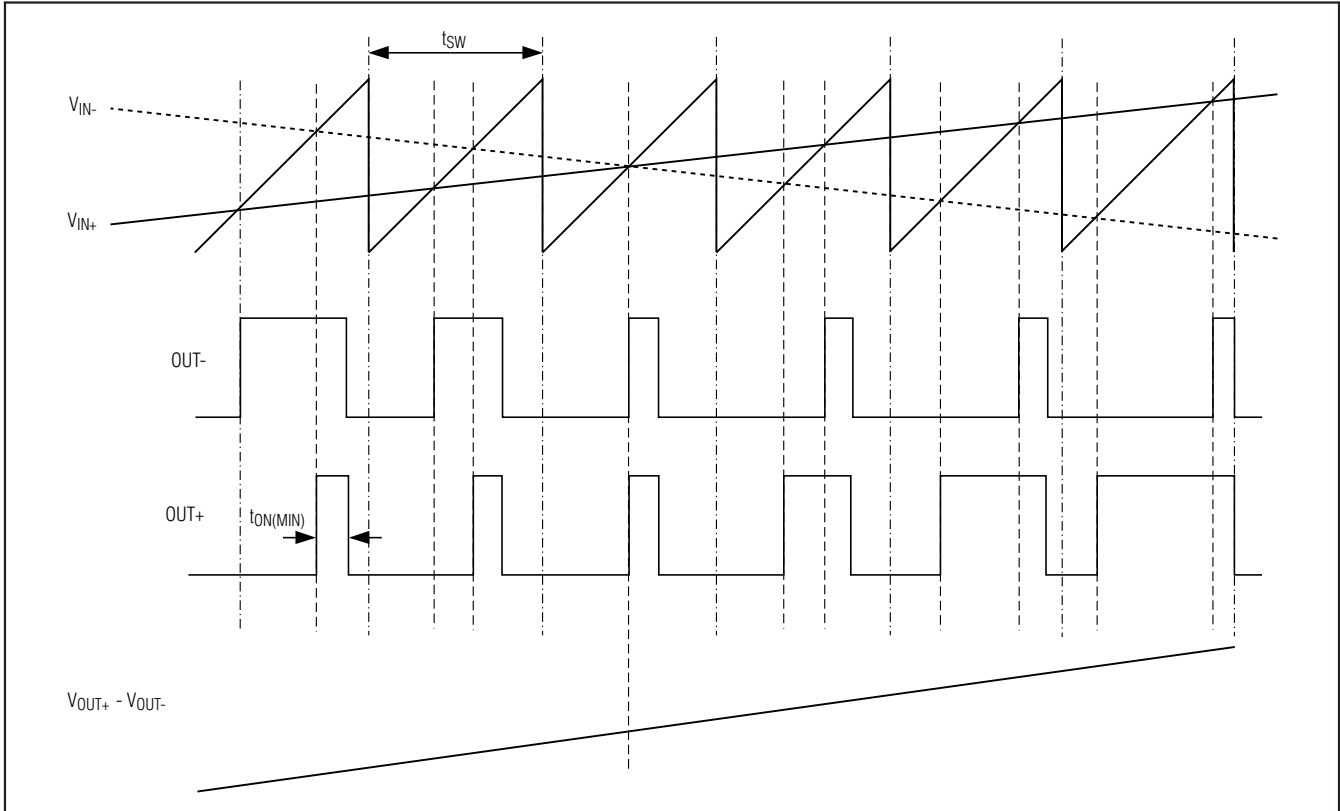 tSW
VIN-
VIN+
OUT-
OUT+
tON(MIN)
VOUT+ - VOUT-